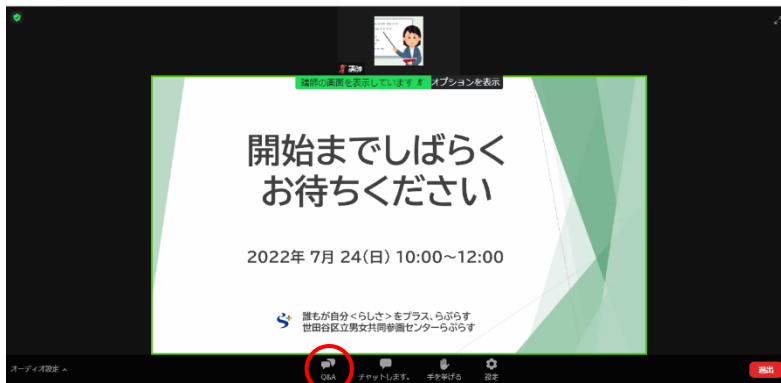 講師
講師の画面を表示しています
オプションを表示
開始までしばらく
お待ちください
2022年 7月 24(日) 10:00~12:00
誰もが自分<らしさ>をプラス、らぷらす
世田谷区立男女共同参画センターらぷらす
オーディオ設定
Q&A
チャットします。
手を挙げる
設定
退出